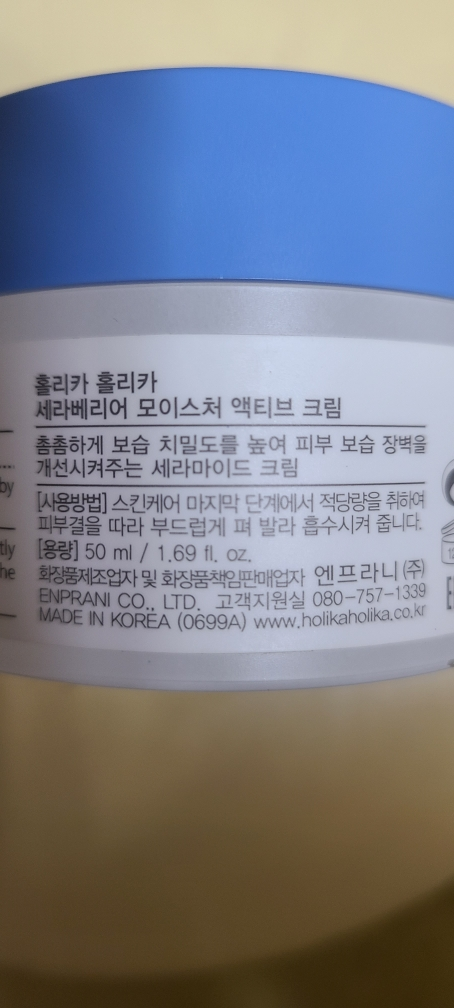 by
tly
he
홀리카 홀리카
세라베리어 모이스처 액티브 크림
촘촘하게 보습 치밀도를 높여 피부 보습 장벽을
개선시켜주는 세라마이드 크림
[사용방법] 스킨케어 마지막 단계에서 적당량을 취하여
피부결을 따라 부드럽게 펴 발라 흡수시켜 줍니다.
[용량] 50 ml / 1.69 fl. oz.
화장품제조업자 및 화장품책임판매업자 엔프라니(주)
ENPRANI CO., LTD. 고객지원실 080-757-1339
MADE IN KOREA (0699A) www.holikaholika.co.kr